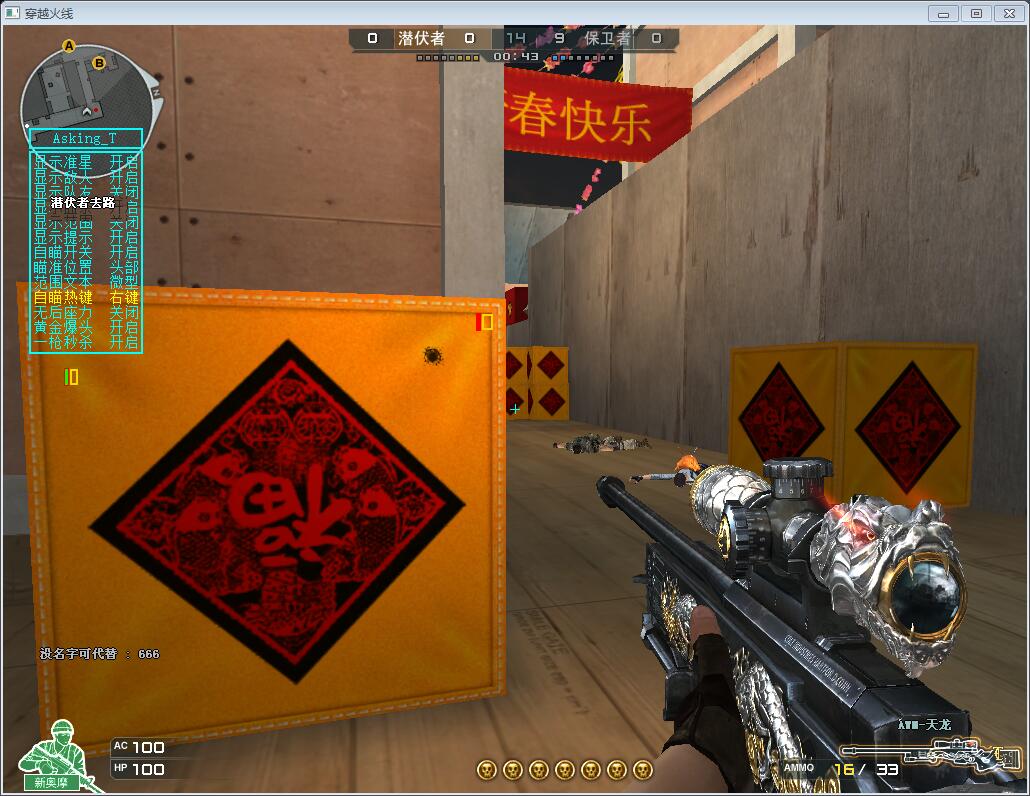 穿越火线
0 潜伏者 0 14 9 保卫者 0
00:43
A
B
N
春快乐
Asking_T
显示准星 开启
显示敌人 开启
显示队友 关闭
潜伏者去路
显示范围 关闭
显示提示 开启
自瞄开关 开启
瞄准位置 头部
范围文本 微型
自瞄热键 右键
无后座力 关闭
黄金爆头 开启
一枪秒杀 开启
福
没名字可代替 : 666
AWM-天龙
AC 100
HP 100
新奥摩
AMMO 16/ 33